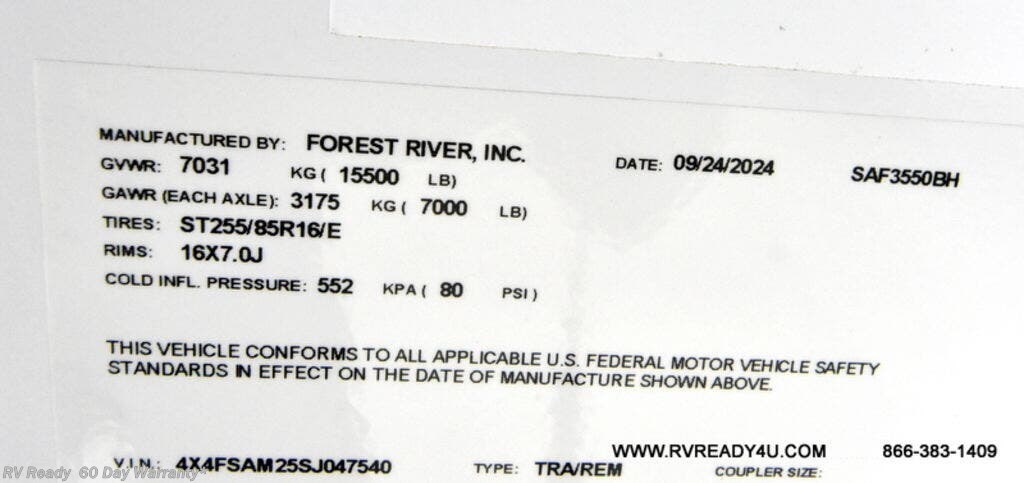 MANUFACTURED BY: FOREST RIVER, INC. DATE: 09/24/2024 SAF3550BH
GVWR: 7031 KG ( 15500 LB)
GAWR (EACH AXLE): 3175 KG ( 7000 LB)
TIRES: ST255/85R16/E
RIMS: 16X7.0J
COLD INFL. PRESSURE: 552 KPA ( 80 PSI )
THIS VEHICLE CONFORMS TO ALL APPLICABLE U.S. FEDERAL MOTOR VEHICLE SAFETY
STANDARDS IN EFFECT ON THE DATE OF MANUFACTURE SHOWN ABOVE.
WWW.RVREADY4U.COM 866-383-1409
V.I.N.: 4X4FSAM25SJ047540 TYPE: TRA/REM COUPLER SIZE:
RV Ready 60 Day Warranty*